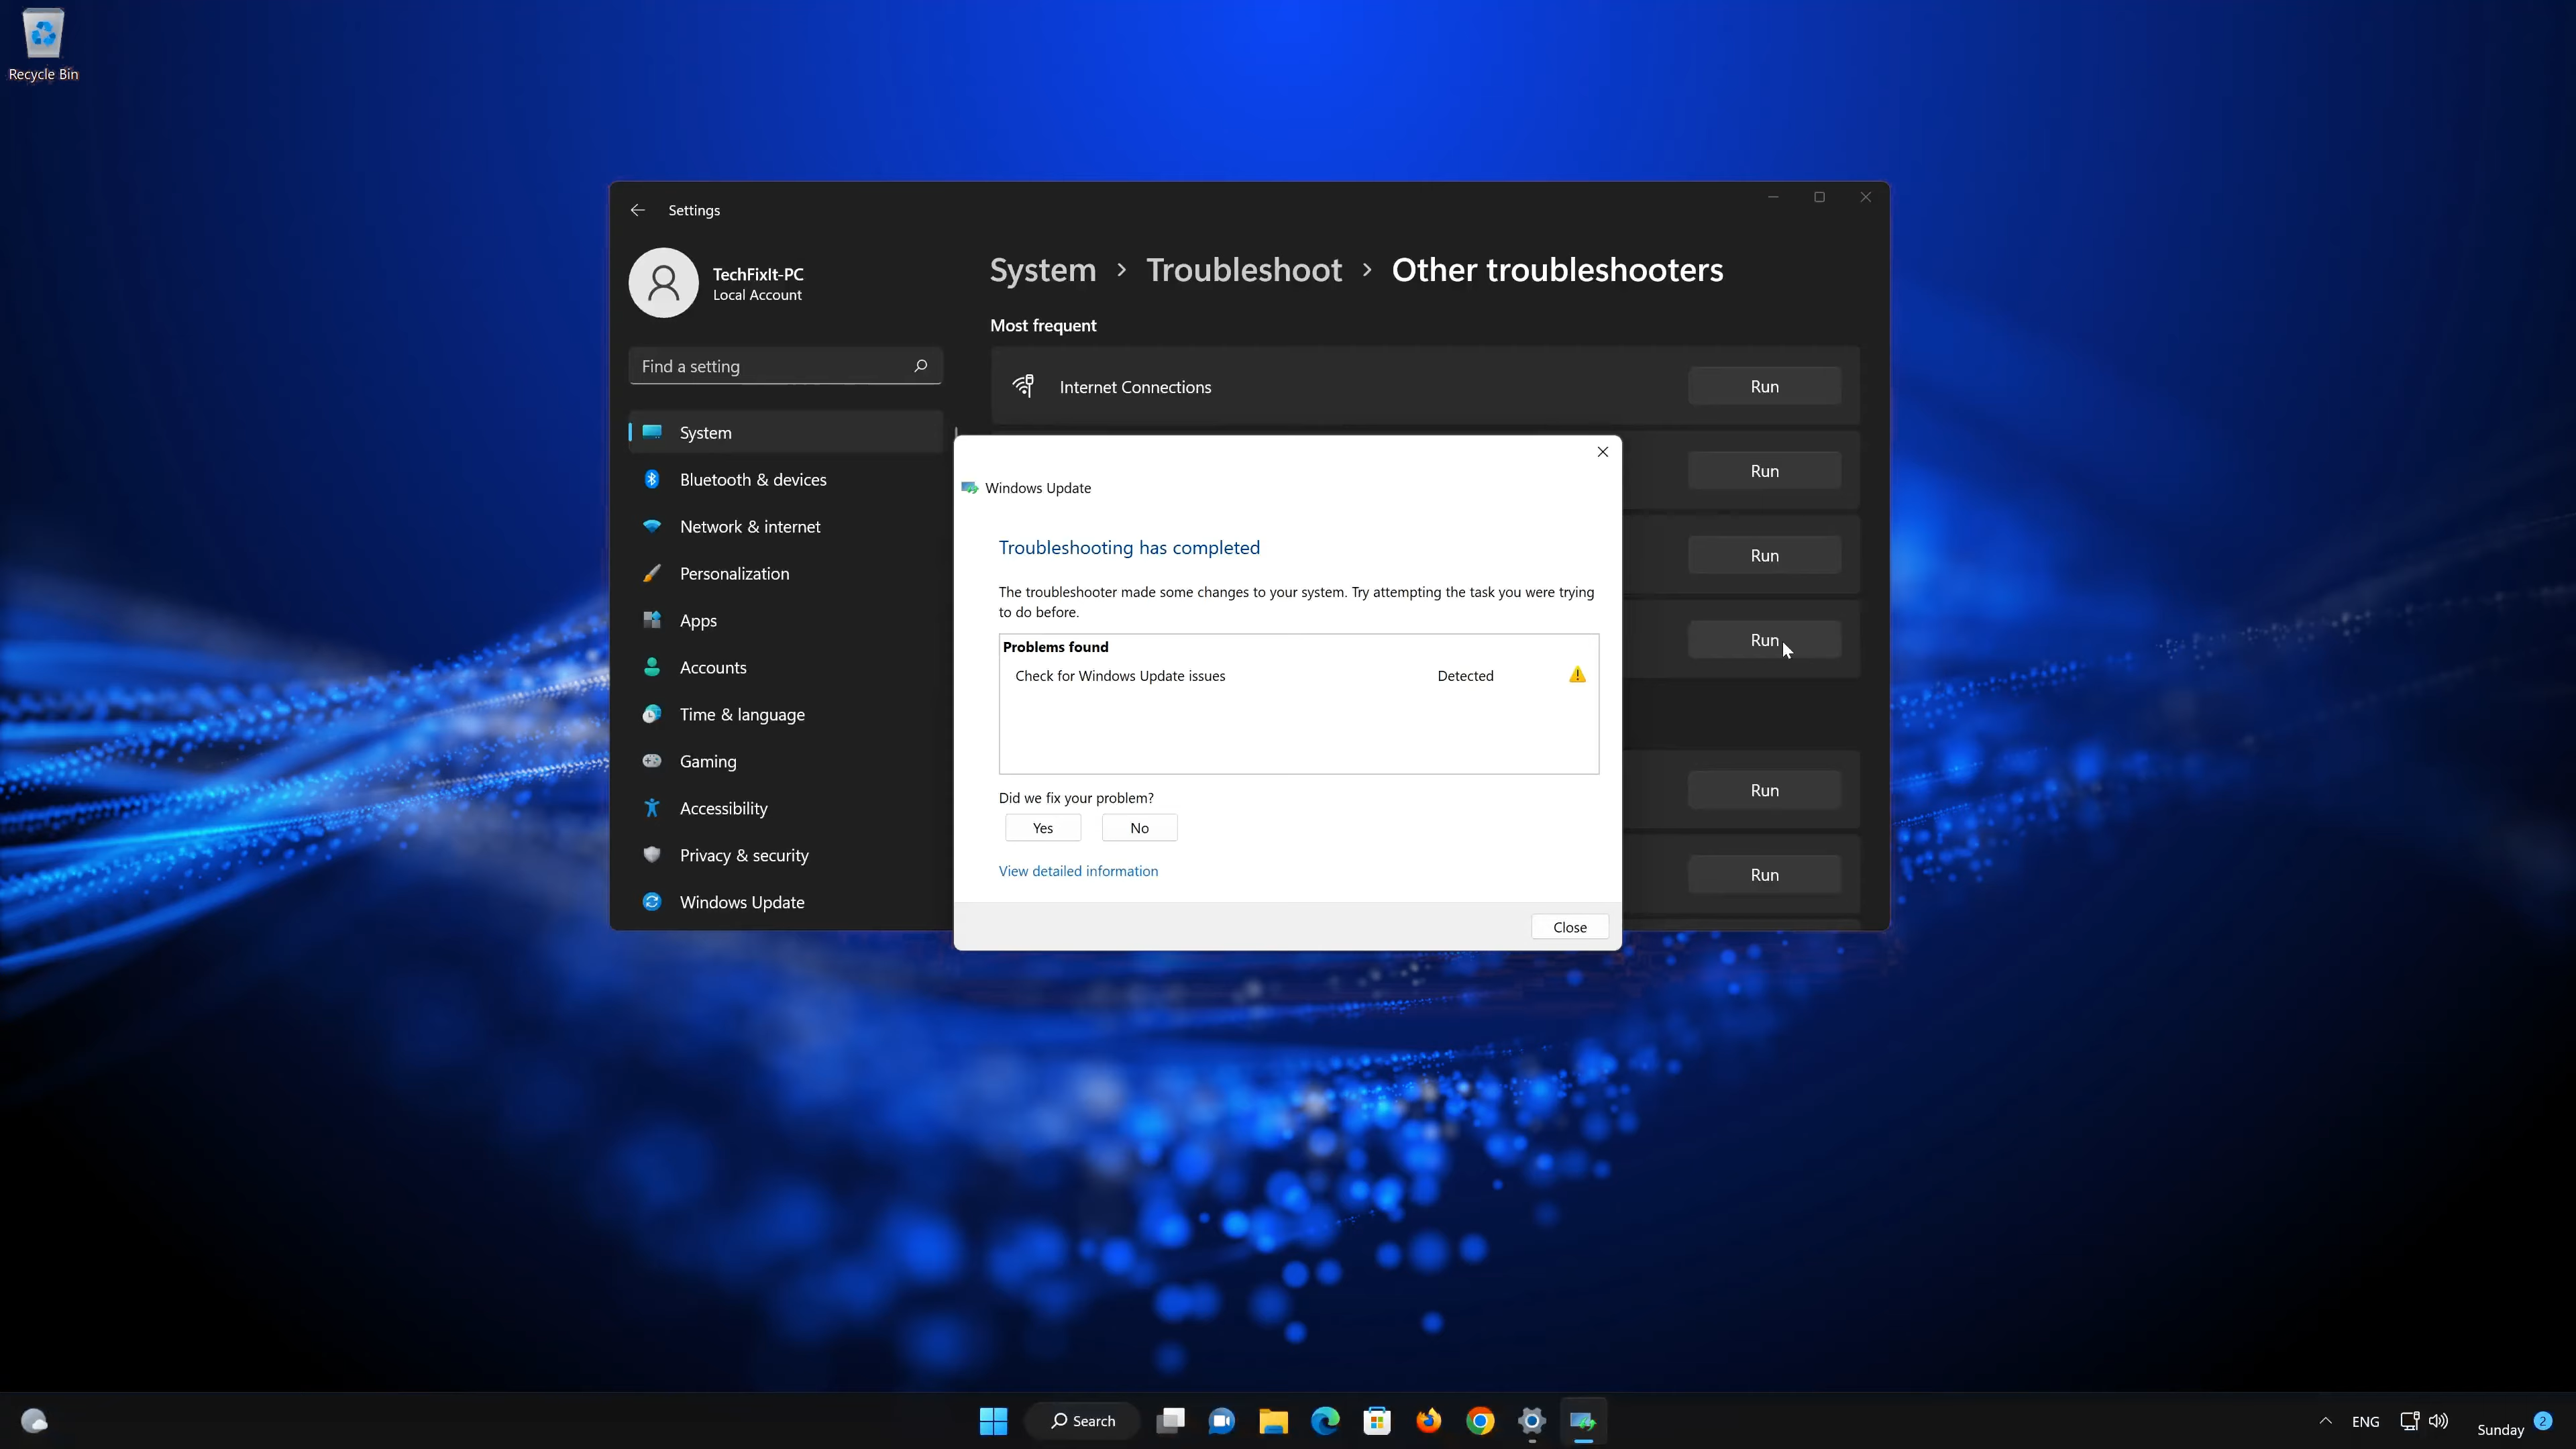 Recycle Bin
Settings
TechFixIt-PC
Local Account
Find a setting
System
Bluetooth & devices
Network & internet
Personalization
Apps
Accounts
Time & language
Gaming
Accessibility
Privacy & security
Windows Update
System > Troubleshoot > Other troubleshooters
Most frequent
Internet Connections
Run
Run
Run
Run
Run
Run
Windows Update
Troubleshooting has completed
The troubleshooter made some changes to your system. Try attempting the task you were trying
to do before.
Problems found
Check for Windows Update issues Detected
Did we fix your problem?
Yes No
View detailed information
Close
Search
ENG
Sunday 2